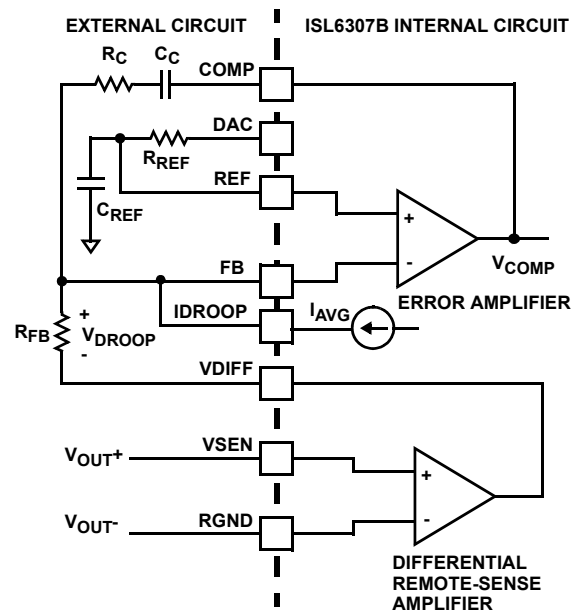 EXTERNAL CIRCUIT
ISL6307B INTERNAL CIRCUIT
RC
CC
COMP
DAC
RREF
REF
CREF
+
-
VCOMP
FB
ERROR AMPLIFIER
IDROOP
IAVG
RFB
+
VDROOP
-
VDIFF
VOUT+
VSEN
+
VOUT-
RGND
-
DIFFERENTIAL
REMOTE-SENSE
AMPLIFIER